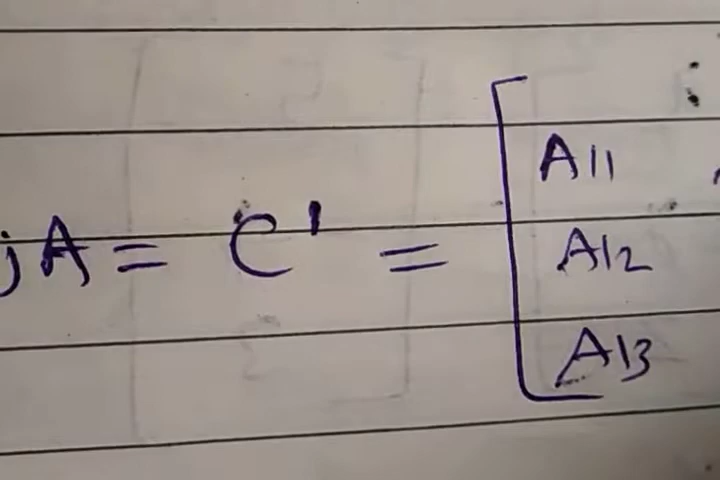 jA = C' = [
A11
A12
A13